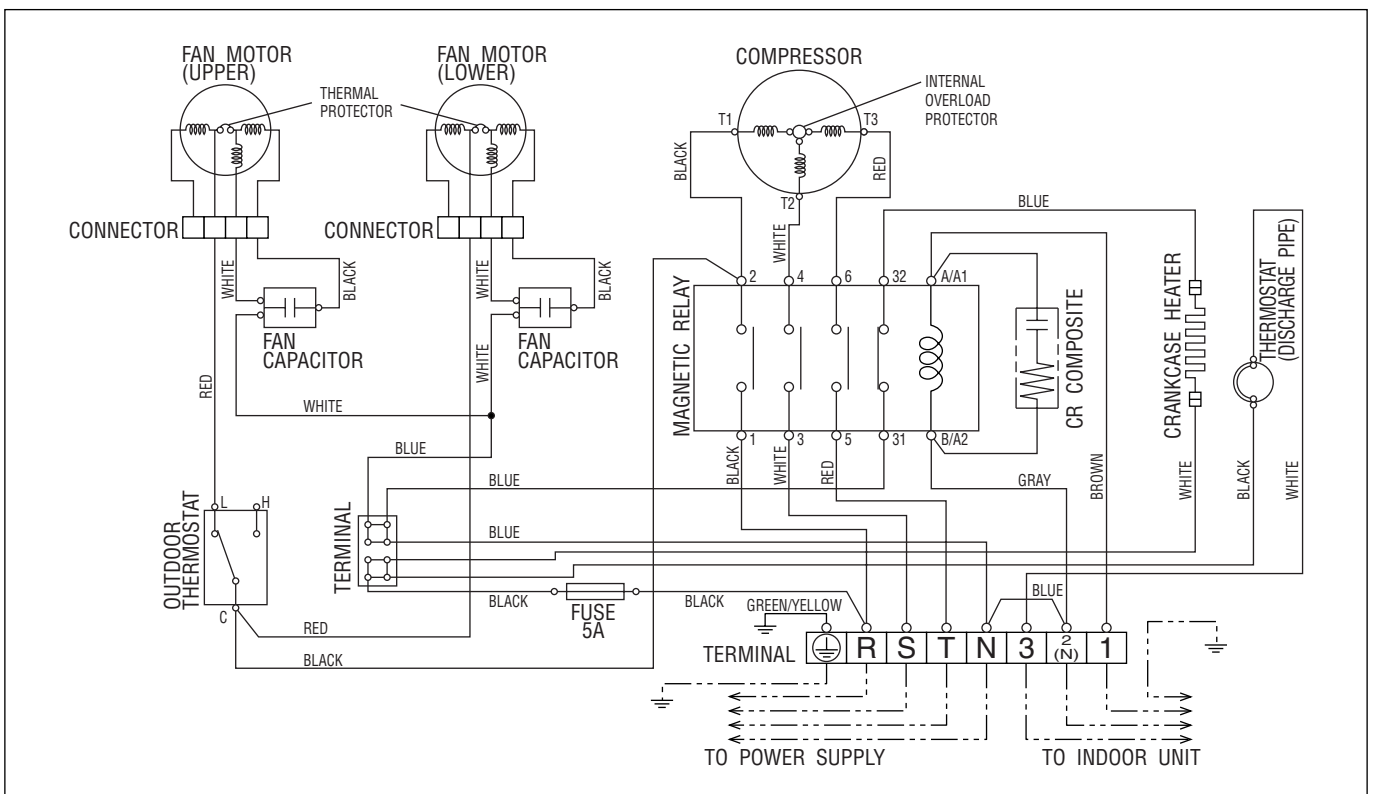 FAN MOTOR
(UPPER)
FAN MOTOR
(LOWER)
COMPRESSOR
THERMAL
PROTECTOR
INTERNAL
OVERLOAD
PROTECTOR
T1
T3
T2
BLACK
RED
WHITE
BLUE
CONNECTOR
CONNECTOR
WHITE
BLACK
WHITE
BLACK
FAN
CAPACITOR
FAN
CAPACITOR
WHITE
RED
WHITE
2
4
6
32
A/A1
MAGNETIC RELAY
CR COMPOSITE
CRANKCASE HEATER
THERMOSTAT
(DISCHARGE PIPE)
1
3
5
31
B/A2
BLACK
WHITE
RED
GRAY
BROWN
WHITE
BLACK
WHITE
BLUE
BLUE
BLUE
L
H
OUTDOOR
THERMOSTAT
C
TERMINAL
BLACK
FUSE
5A
BLACK
GREEN/YELLOW
BLUE
RED
BLACK
TERMINAL
R
S
T
N
3
2
(N)
1
TO POWER SUPPLY
TO INDOOR UNIT